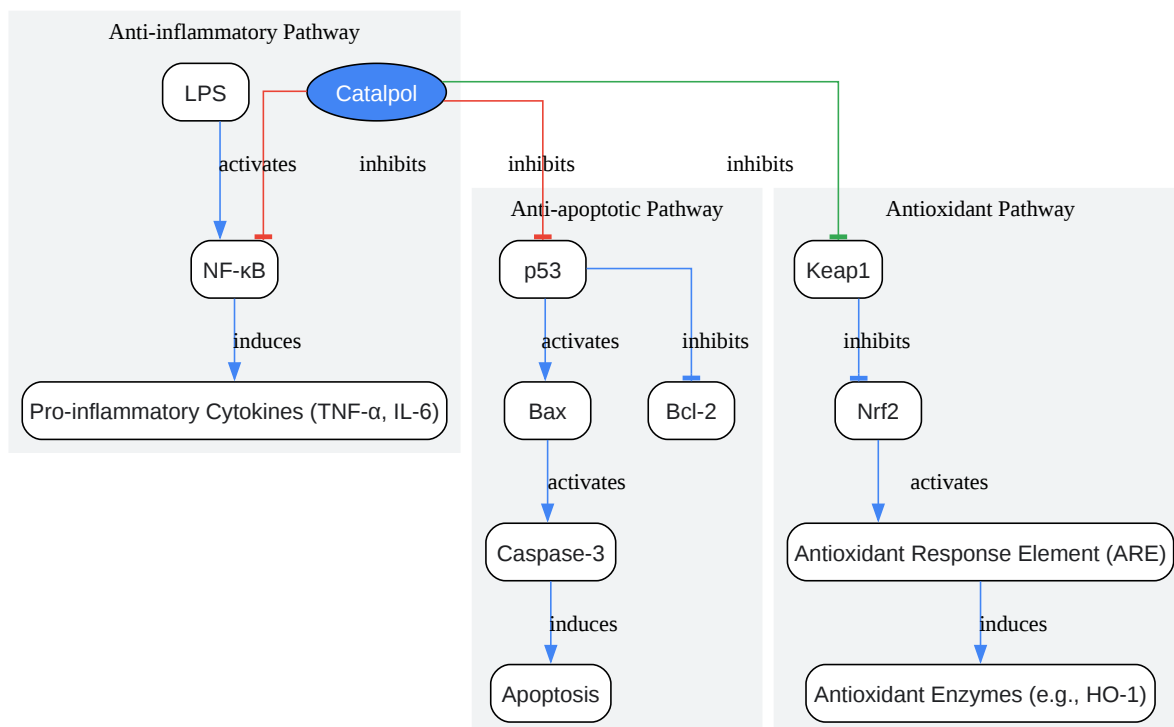 Anti-inflammatory Pathway
LPS
Catalpol
activates
inhibits
inhibits
inhibits
Anti-apoptotic Pathway
Antioxidant Pathway
NF-κB
p53
Keap1
induces
activates
inhibits
inhibits
Pro-inflammatory Cytokines (TNF-α, IL-6)
Bax
Bcl-2
Nrf2
activates
activates
Caspase-3
Antioxidant Response Element (ARE)
induces
induces
Apoptosis
Antioxidant Enzymes (e.g., HO-1)